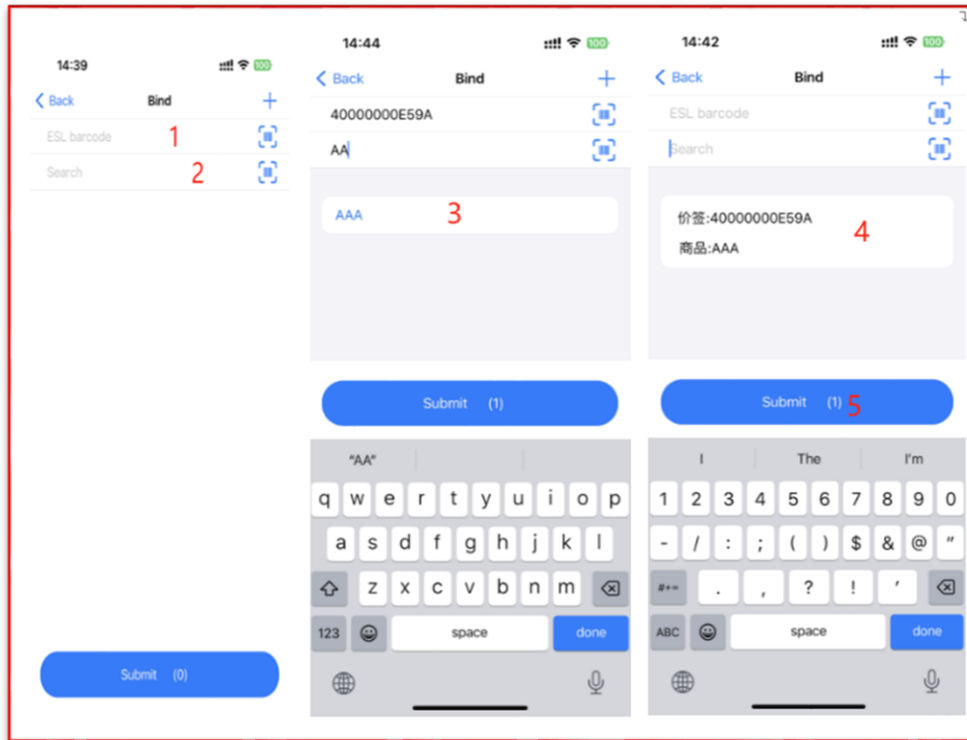 14:39
100
Back
Bind
ESL barcode
1
Search
2
Submit (0)
14:44
100
Back
Bind
40000000E59A
AA
AAA
3
Submit (1)
"AA"
q w e r t y u i o p
a s d f g h j k l
z x c v b n m
123
space
done
14:42
100
Back
Bind
ESL barcode
Search
价签:40000000E59A
商品:AAA
4
Submit (1)
5
I The I'm
1 2 3 4 5 6 7 8 9 0
- / : ; ( ) $ & @ "
#+= . , ? ! '
ABC
space
done